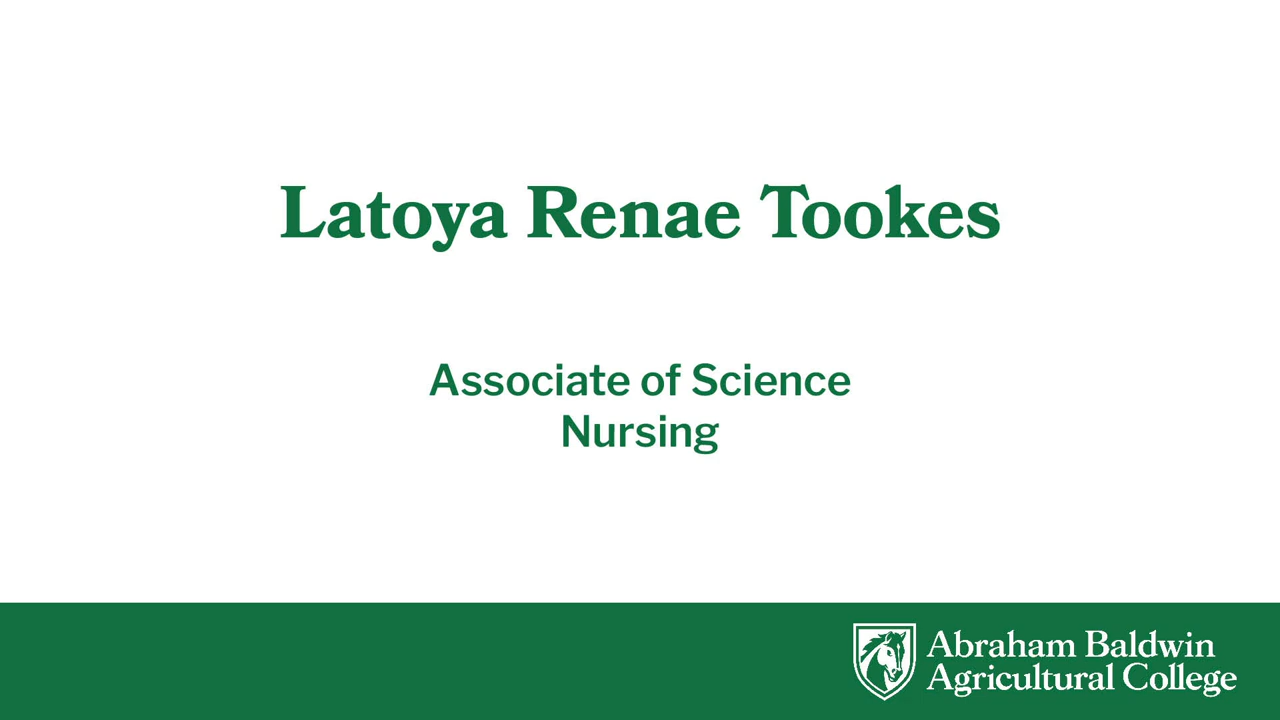 Latoya Renae Tookes
Associate of Science
Nursing
Abraham Baldwin
Agricultural College